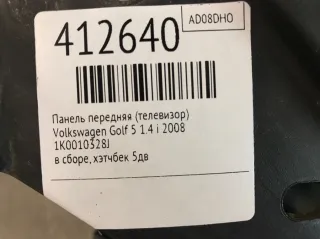 412640
AD08DHO
Панель передняя (телевизор)
Volkswagen Golf 5 1.4 i 2008
1K0010328J
в сборе, хэтчбек 5дв